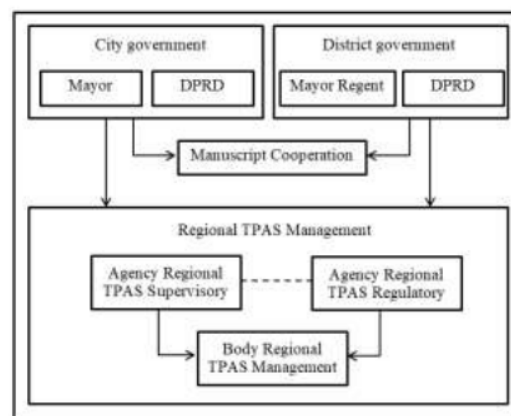 City government
District government
Mayor
DPRD
Mayor Regent
DPRD
Manuscript Cooperation
Regional TPAS Management
Agency Regional
TPAS Supervisory
Agency Regional
TPAS Regulatory
Body Regional
TPAS Management